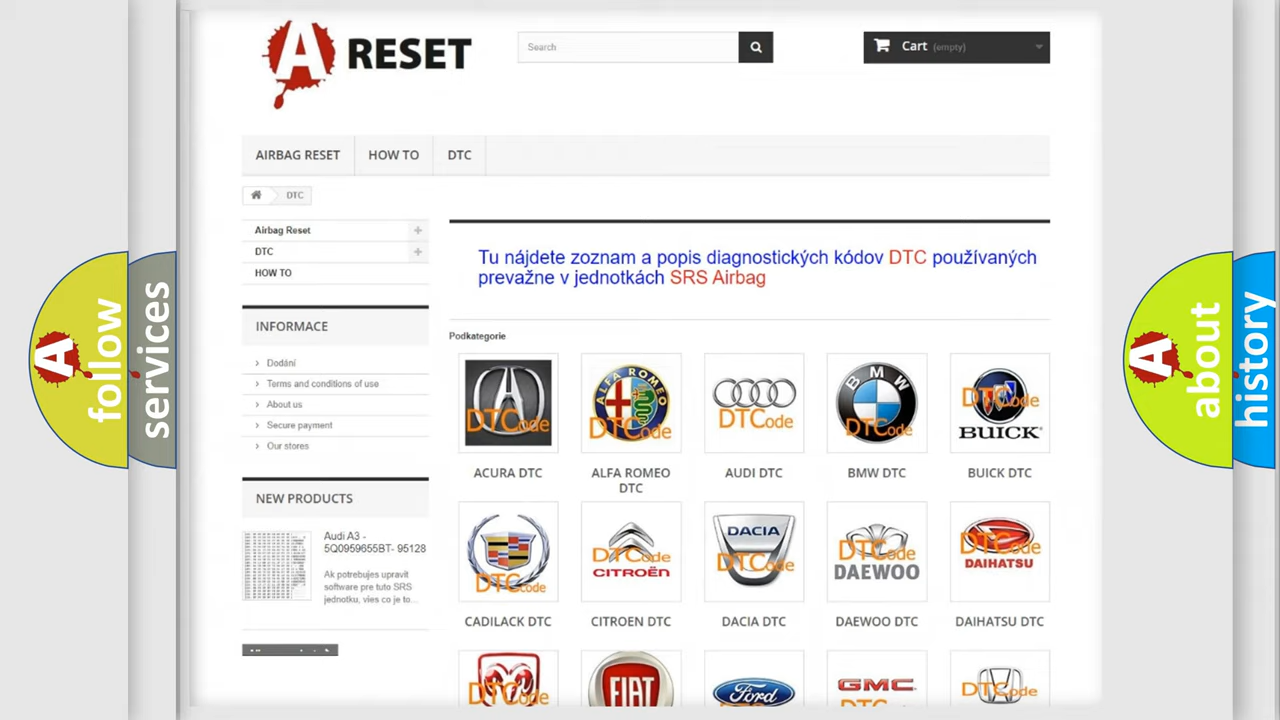 A RESET
Search
Cart (empty)
AIRBAG RESET
HOW TO
DTC
DTC
Airbag Reset
DTC
HOW TO
Tu nájdete zoznam a popis diagnostických kódov DTC používaných
prevažne v jednotkách SRS Airbag
INFORMACE
Dodání
Terms and conditions of use
About us
Secure payment
Our stores
NEW PRODUCTS
Audi A3 -
5Q0959655BT- 95128
Ak potrebujes upravit
software pre tuto SRS
jednotku, vies co je to...
Podkategorie
DTCode
ALFA ROMEO
DTCode
DTCode
BMW
DTCode
DTCode
BUICK
ACURA DTC
ALFA ROMEO
DTC
AUDI DTC
BMW DTC
BUICK DTC
DTCode
DTCode
CITROËN
DACIA
DTCode
DTCode
DAEWOO
DTCode
DAIHATSU
CADILACK DTC
CITROEN DTC
DACIA DTC
DAEWOO DTC
DAIHATSU DTC
DTCode
FIAT
Ford
GMC
DTCode
A follow
services
A about
history